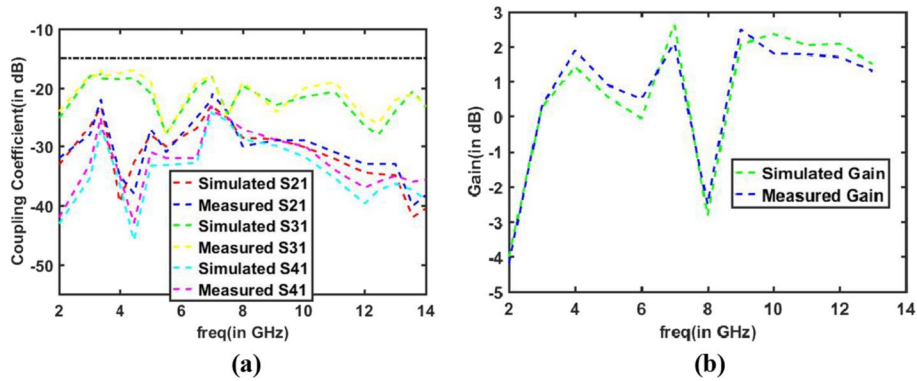 (a)
-10
-20
-30
-40
-50
Coupling Coefficient(in dB)
Simulated S21
Measured S21
Simulated S31
Measured S31
Simulated S41
Measured S41
2 4 6 8 10 12 14
freq(in GHz)
(a)
(b)
3
2
1
0
-1
-2
-3
-4
-5
Gain(in dB)
Simulated Gain
Measured Gain
2 4 6 8 10 12 14
freq(in GHz)
(b)